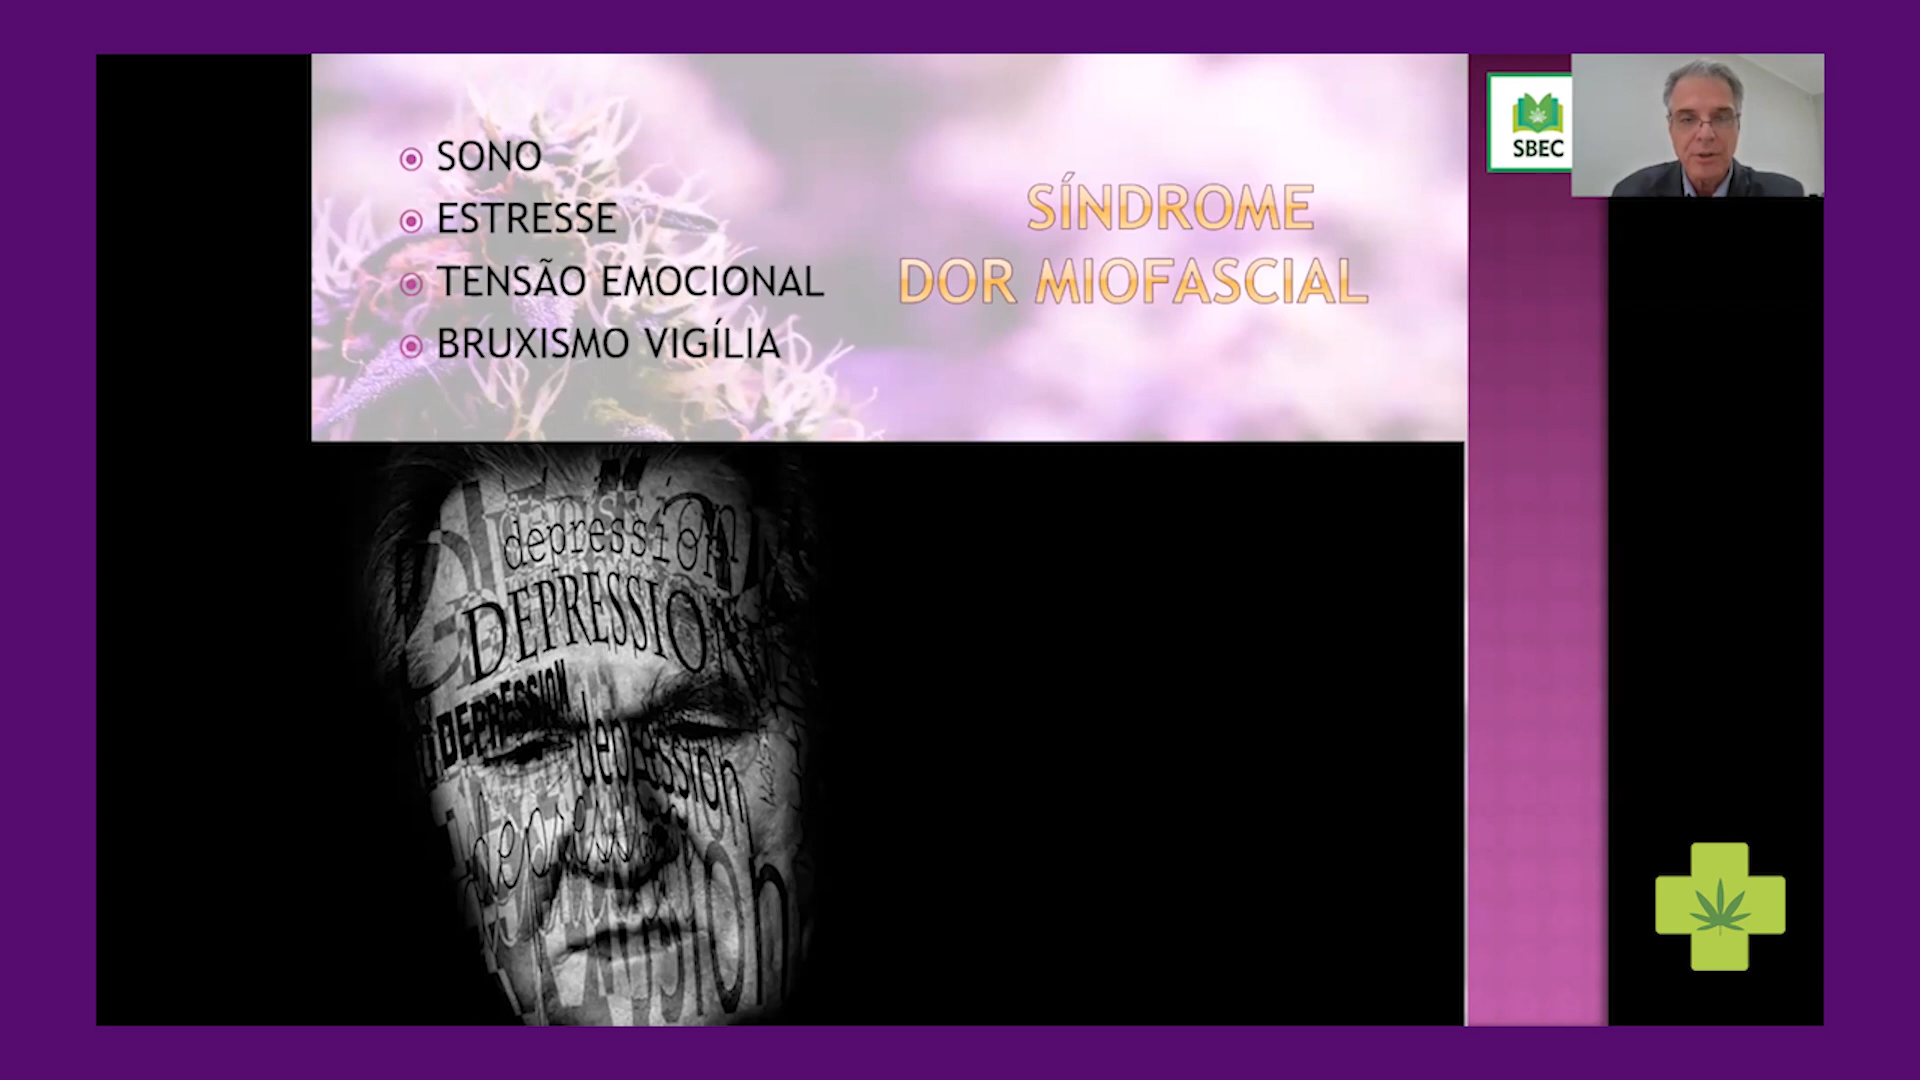 SONO
ESTRESSE
TENSÃO EMOCIONAL
BRUXISMO VIGÍLIA
SÍNDROME
DOR MIOFASCIAL
SBEC
depression
DEPRESSION
DEPRESSION
depression